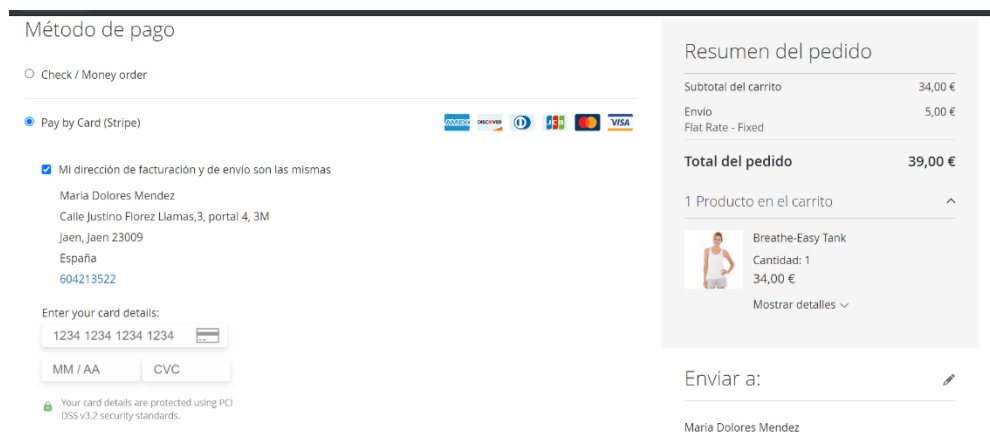 Método de pago
Check / Money order
Pay by Card (Stripe)
AMEX DISCOVER JCB VISA
Mi dirección de facturación y de envío son las mismas
Maria Dolores Mendez
Calle Justino Florez Llamas,3, portal 4, 3M
Jaen, Jaen 23009
España
604213522
Enter your card details:
1234 1234 1234 1234
MM / AA CVC
Your card details are protected using PCI
DSS v3.2 security standards.
Resumen del pedido
Subtotal del carrito 34,00 €
Envío 5,00 €
Flat Rate - Fixed
Total del pedido 39,00 €
1 Producto en el carrito
Breathe-Easy Tank
Cantidad: 1
34,00 €
Mostrar detalles
Enviar a:
Maria Dolores Mendez